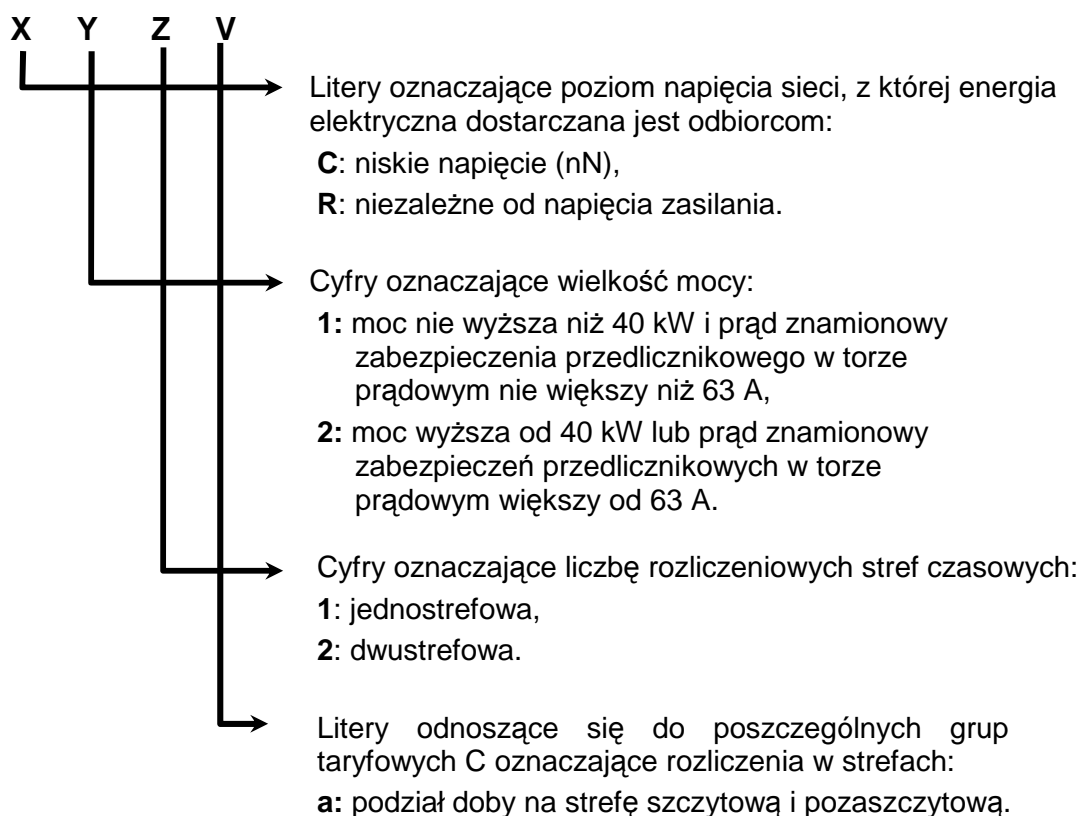 X Y Z V
Litery oznaczające poziom napięcia sieci, z której energia
elektryczna dostarczana jest odbiorcom:
C: niskie napięcie (nN),
R: niezależne od napięcia zasilania.
Cyfry oznaczające wielkość mocy:
1: moc nie wyższa niż 40 kW i prąd znamionowy
zabezpieczenia przedlicznikowego w torze
prądowym nie większy niż 63 A,
2: moc wyższa od 40 kW lub prąd znamionowy
zabezpieczeń przedlicznikowych w torze
prądowym większy od 63 A.
Cyfry oznaczające liczbę rozliczeniowych stref czasowych:
1: jednostrefowa,
2: dwustrefowa.
Litery odnoszące się do poszczególnych grup
taryfowych C oznaczające rozliczenia w strefach:
a: podział doby na strefę szczytową i pozaszczytową.